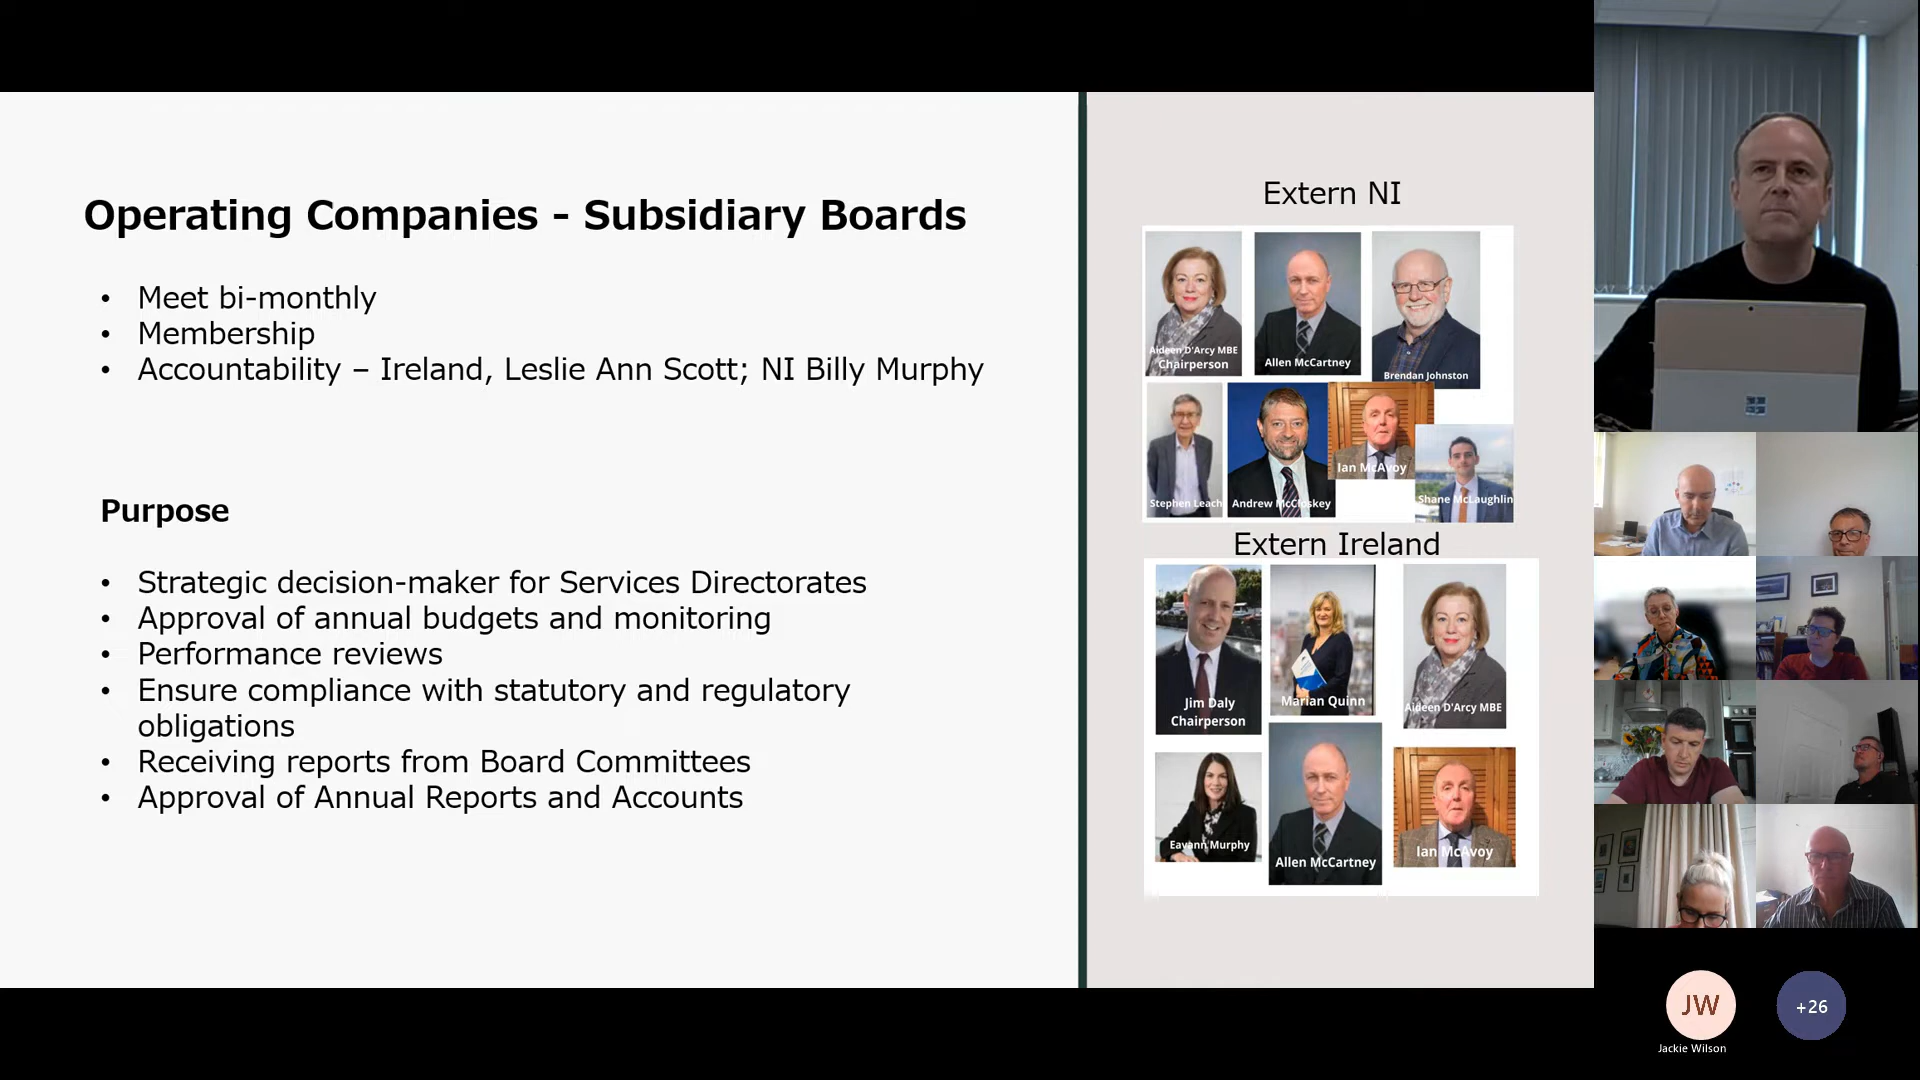 Operating Companies - Subsidiary Boards
• Meet bi-monthly
• Membership
• Accountability – Ireland, Leslie Ann Scott; NI Billy Murphy
Purpose
• Strategic decision-maker for Services Directorates
• Approval of annual budgets and monitoring
• Performance reviews
• Ensure compliance with statutory and regulatory
obligations
• Receiving reports from Board Committees
• Approval of Annual Reports and Accounts
Extern NI
Aideen D'Arcy MBE
Chairperson
Allen McCartney
Brendan Johnston
Stephen Leach
Andrew McCloskey
Ian McAvoy
Shane McLaughlin
Extern Ireland
Jim Daly
Chairperson
Marian Quinn
Aideen D'Arcy MBE
Eavann Murphy
Allen McCartney
Ian McAvoy
JW
Jackie Wilson
+26